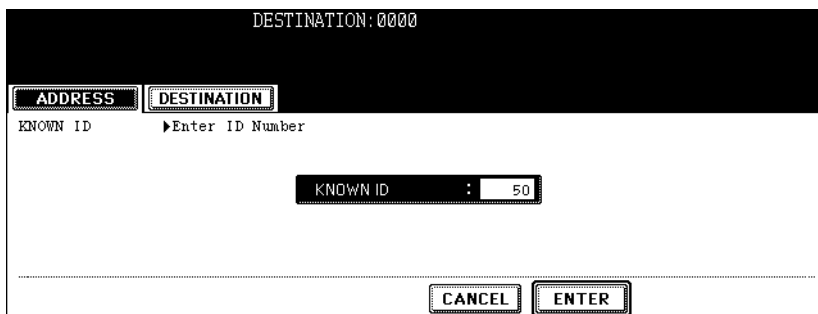 DESTINATION:0000
ADDRESS DESTINATION
KNOWN ID ▶Enter ID Number
KNOWN ID : 50
CANCEL ENTER